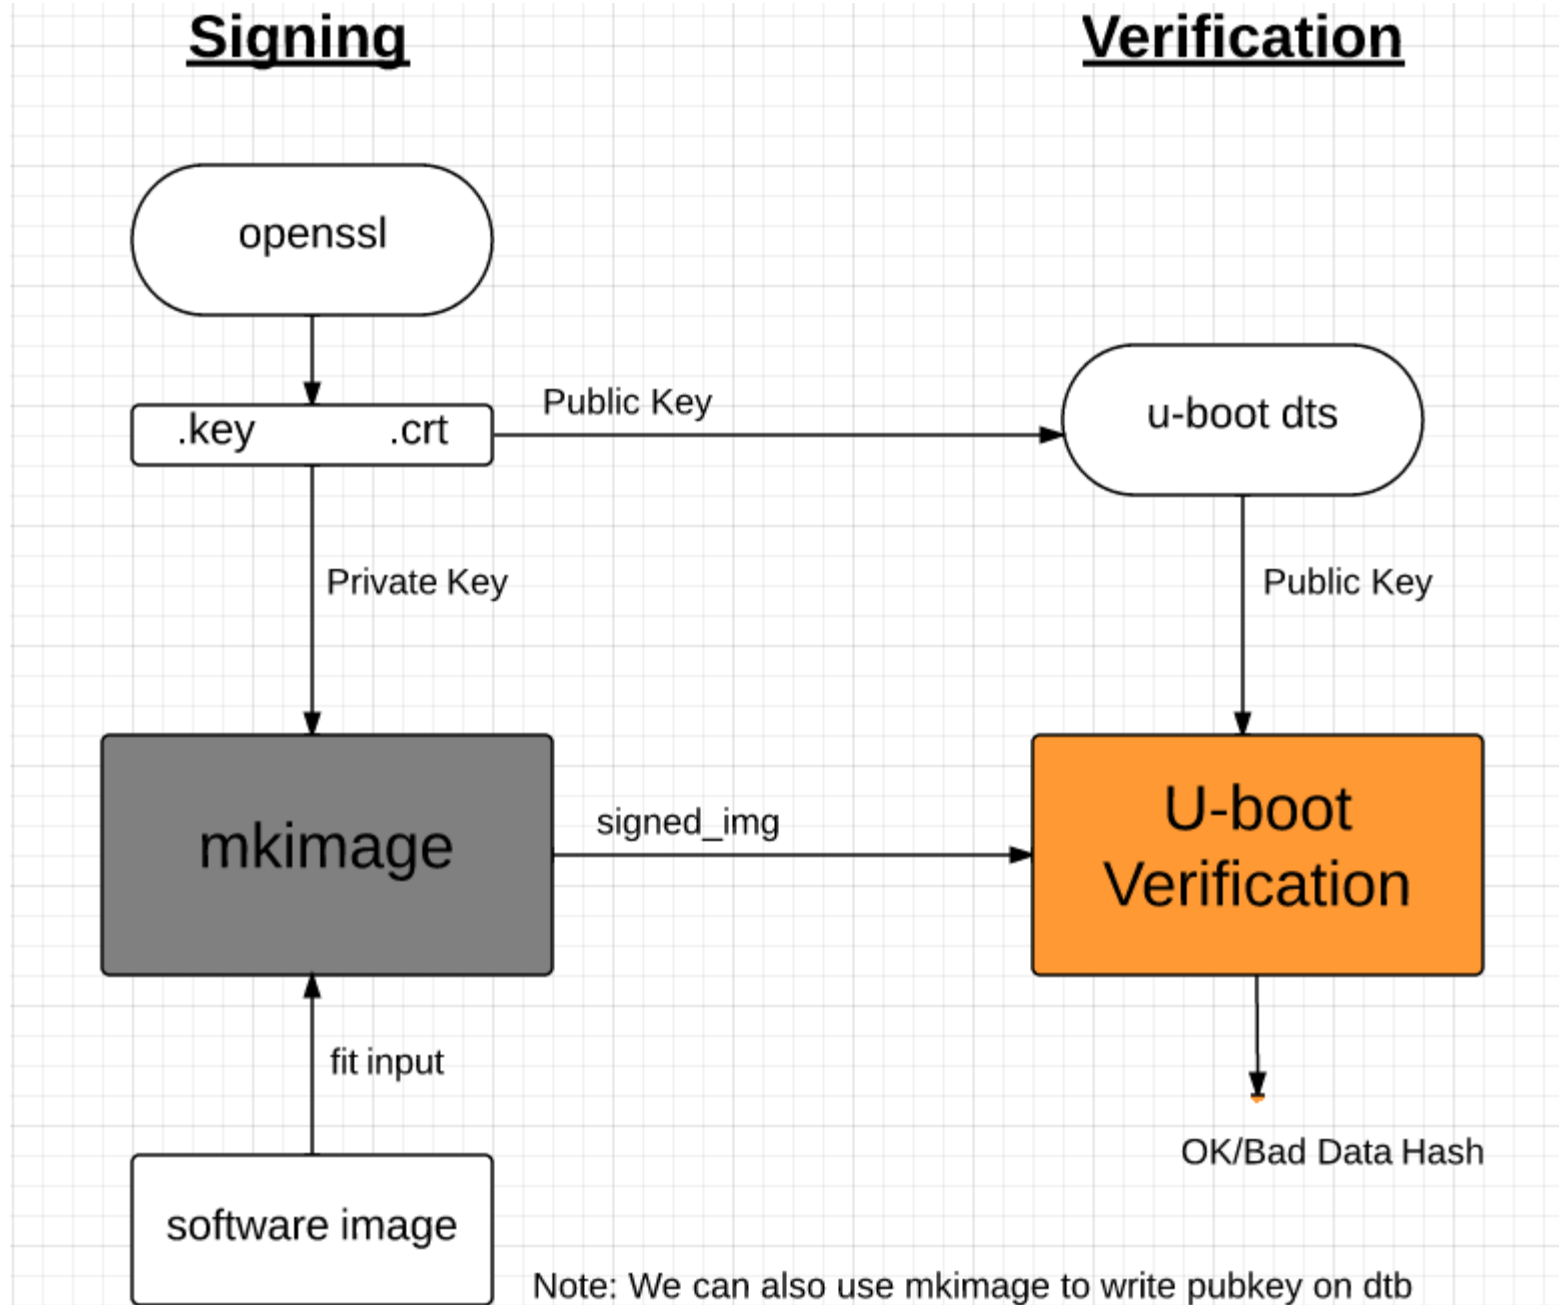 Signing
Verification
openssl
.key .crt
Public Key
u-boot dts
Private Key
Public Key
mkimage
signed_img
U-boot
Verification
fit input
OK/Bad Data Hash
software image
Note: We can also use mkimage to write pubkey on dtb